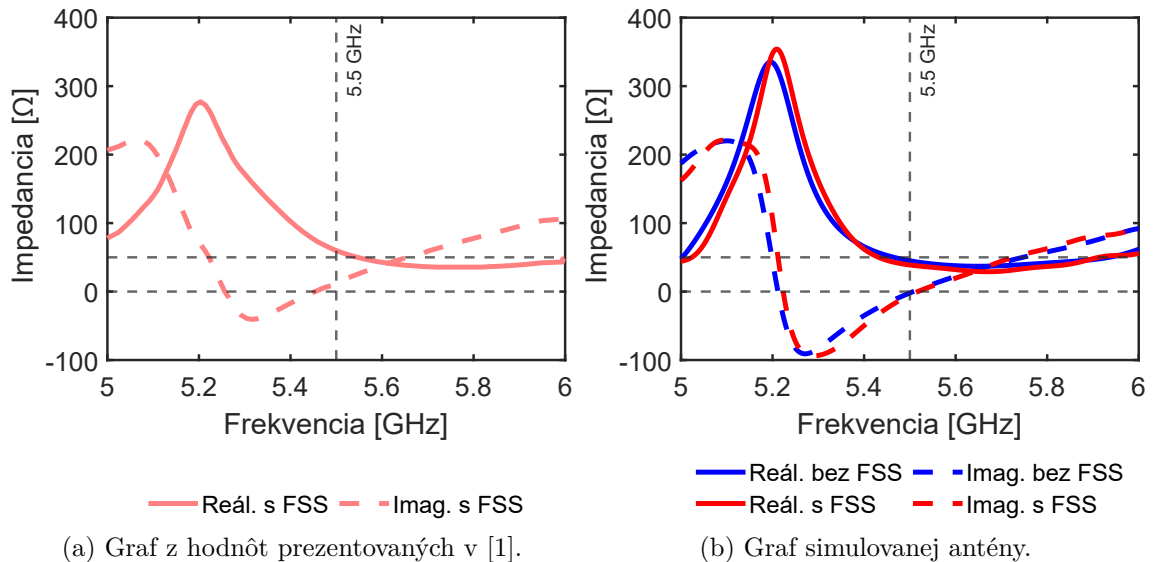 400
300
200
100
0
-100
Impedancia [Ω]
5.5 GHz
5 5.2 5.4 5.6 5.8 6
Frekvencia [GHz]
Reál. s FSS Imag. s FSS
(a) Graf z hodnôt prezentovaných v [1].
400
300
200
100
0
-100
Impedancia [Ω]
5.5 GHz
5 5.2 5.4 5.6 5.8 6
Frekvencia [GHz]
Reál. bez FSS Imag. bez FSS
Reál. s FSS Imag. s FSS
(b) Graf simulovanej antény.